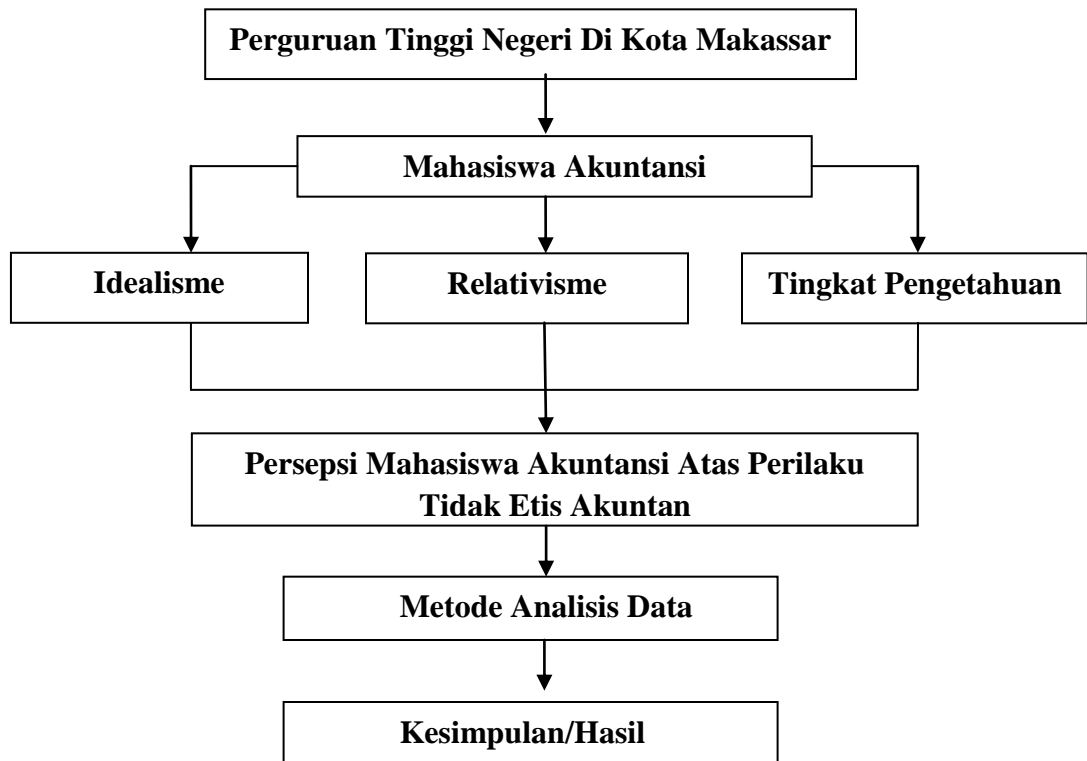 Perguruan Tinggi Negeri Di Kota Makassar
Mahasiswa Akuntansi
Idealisme
Relativisme
Tingkat Pengetahuan
Persepsi Mahasiswa Akuntansi Atas Perilaku
Tidak Etis Akuntan
Metode Analisis Data
Kesimpulan/Hasil